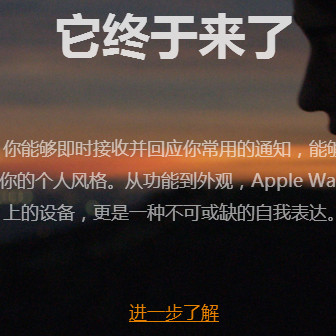 它终于来了
你能够即时接收并回应你常用的通知，能够
你的个人风格。从功能到外观，Apple Wa
上的设备，更是一种不可或缺的自我表达。
进一步了解